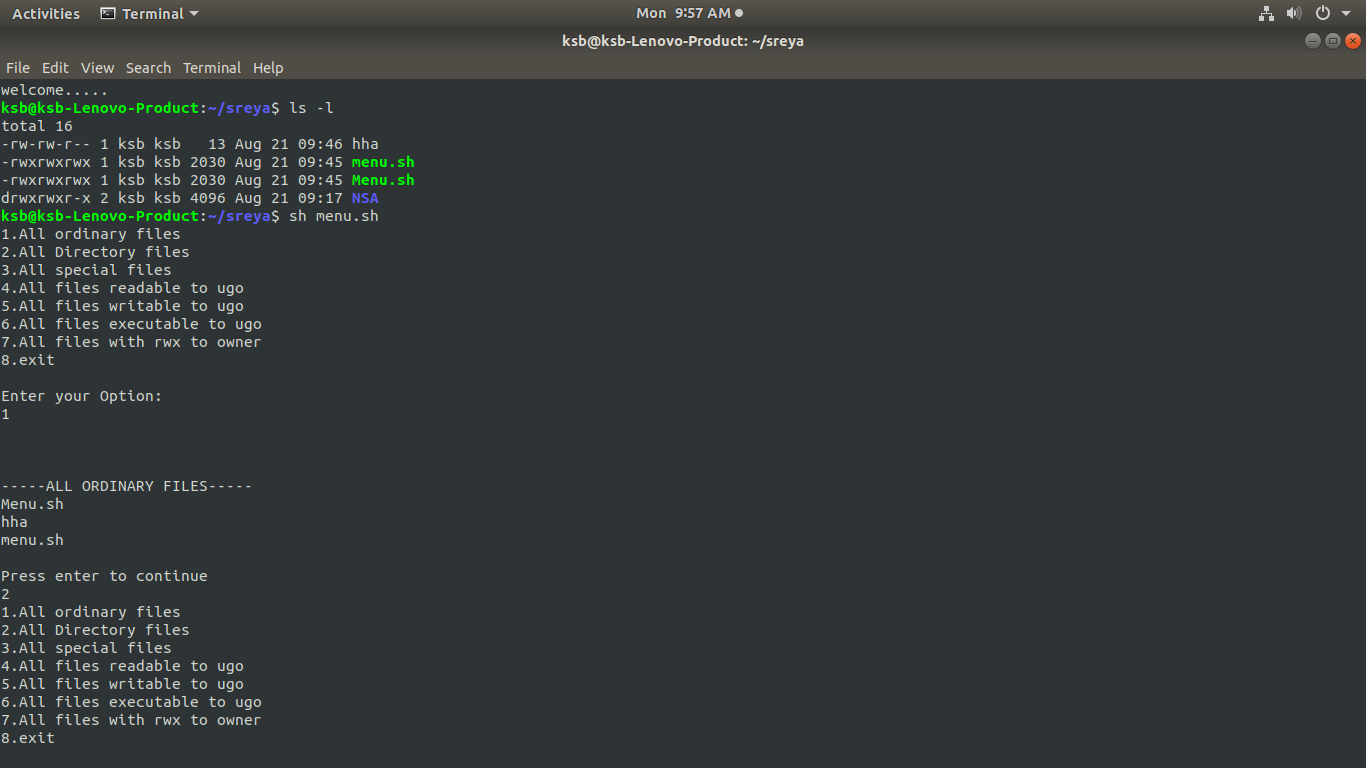 Activities Terminal Mon 9:57 AM
ksb@ksb-Lenovo-Product: ~/sreya
File Edit View Search Terminal Help
welcome.....
ksb@ksb-Lenovo-Product:~/sreya$ ls -l
total 16
-rw-rw-r-- 1 ksb ksb   13 Aug 21 09:46 hha
-rwxrwxrwx 1 ksb ksb 2030 Aug 21 09:45 menu.sh
-rwxrwxrwx 1 ksb ksb 2030 Aug 21 09:45 Menu.sh
drwxrwxr-x 2 ksb ksb 4096 Aug 21 09:17 NSA
ksb@ksb-Lenovo-Product:~/sreya$ sh menu.sh
1.All ordinary files
2.All Directory files
3.All special files
4.All files readable to ugo
5.All files writable to ugo
6.All files executable to ugo
7.All files with rwx to owner
8.exit
Enter your Option:
1
-----ALL ORDINARY FILES-----
Menu.sh
hha
menu.sh
Press enter to continue
2
1.All ordinary files
2.All Directory files
3.All special files
4.All files readable to ugo
5.All files writable to ugo
6.All files executable to ugo
7.All files with rwx to owner
8.exit